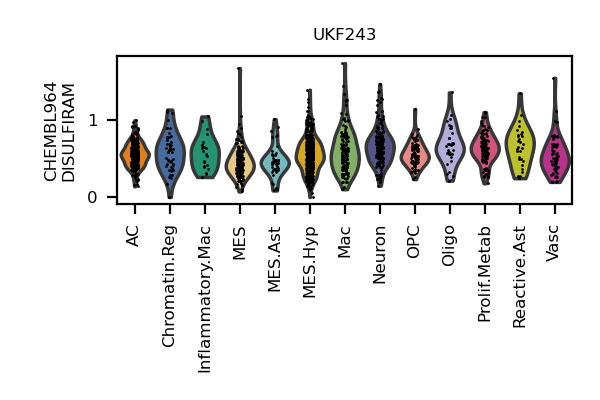 UKF243
CHEMBL964
DISULFIRAM
1
0
AC
Chromatin.Reg
Inflammatory.Mac
MES
MES.Ast
MES.Hyp
Mac
Neuron
OPC
Oligo
Prolif.Metab
Reactive.Ast
Vasc